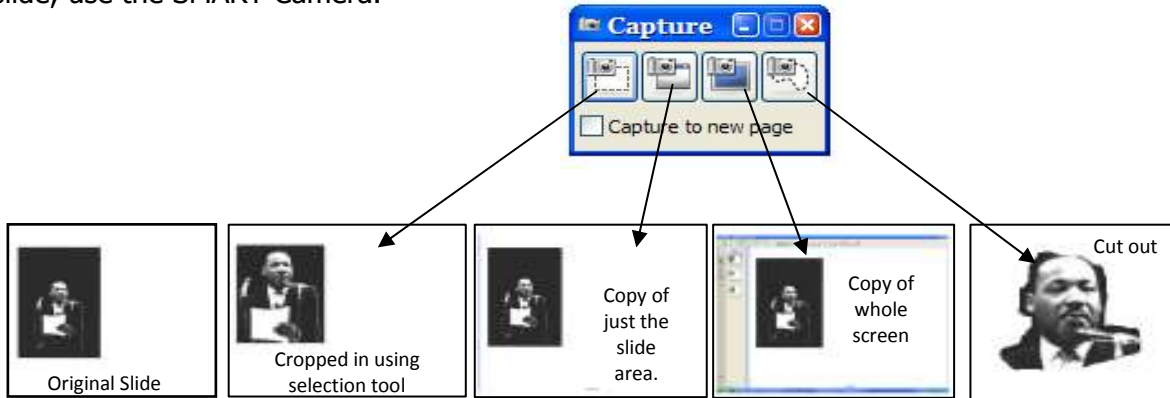 slide, use the SMART Camera.
Capture
Capture to new page
Original Slide
Cropped in using
selection tool
Copy of
just the
slide
area.
Copy of
whole
screen
Cut out